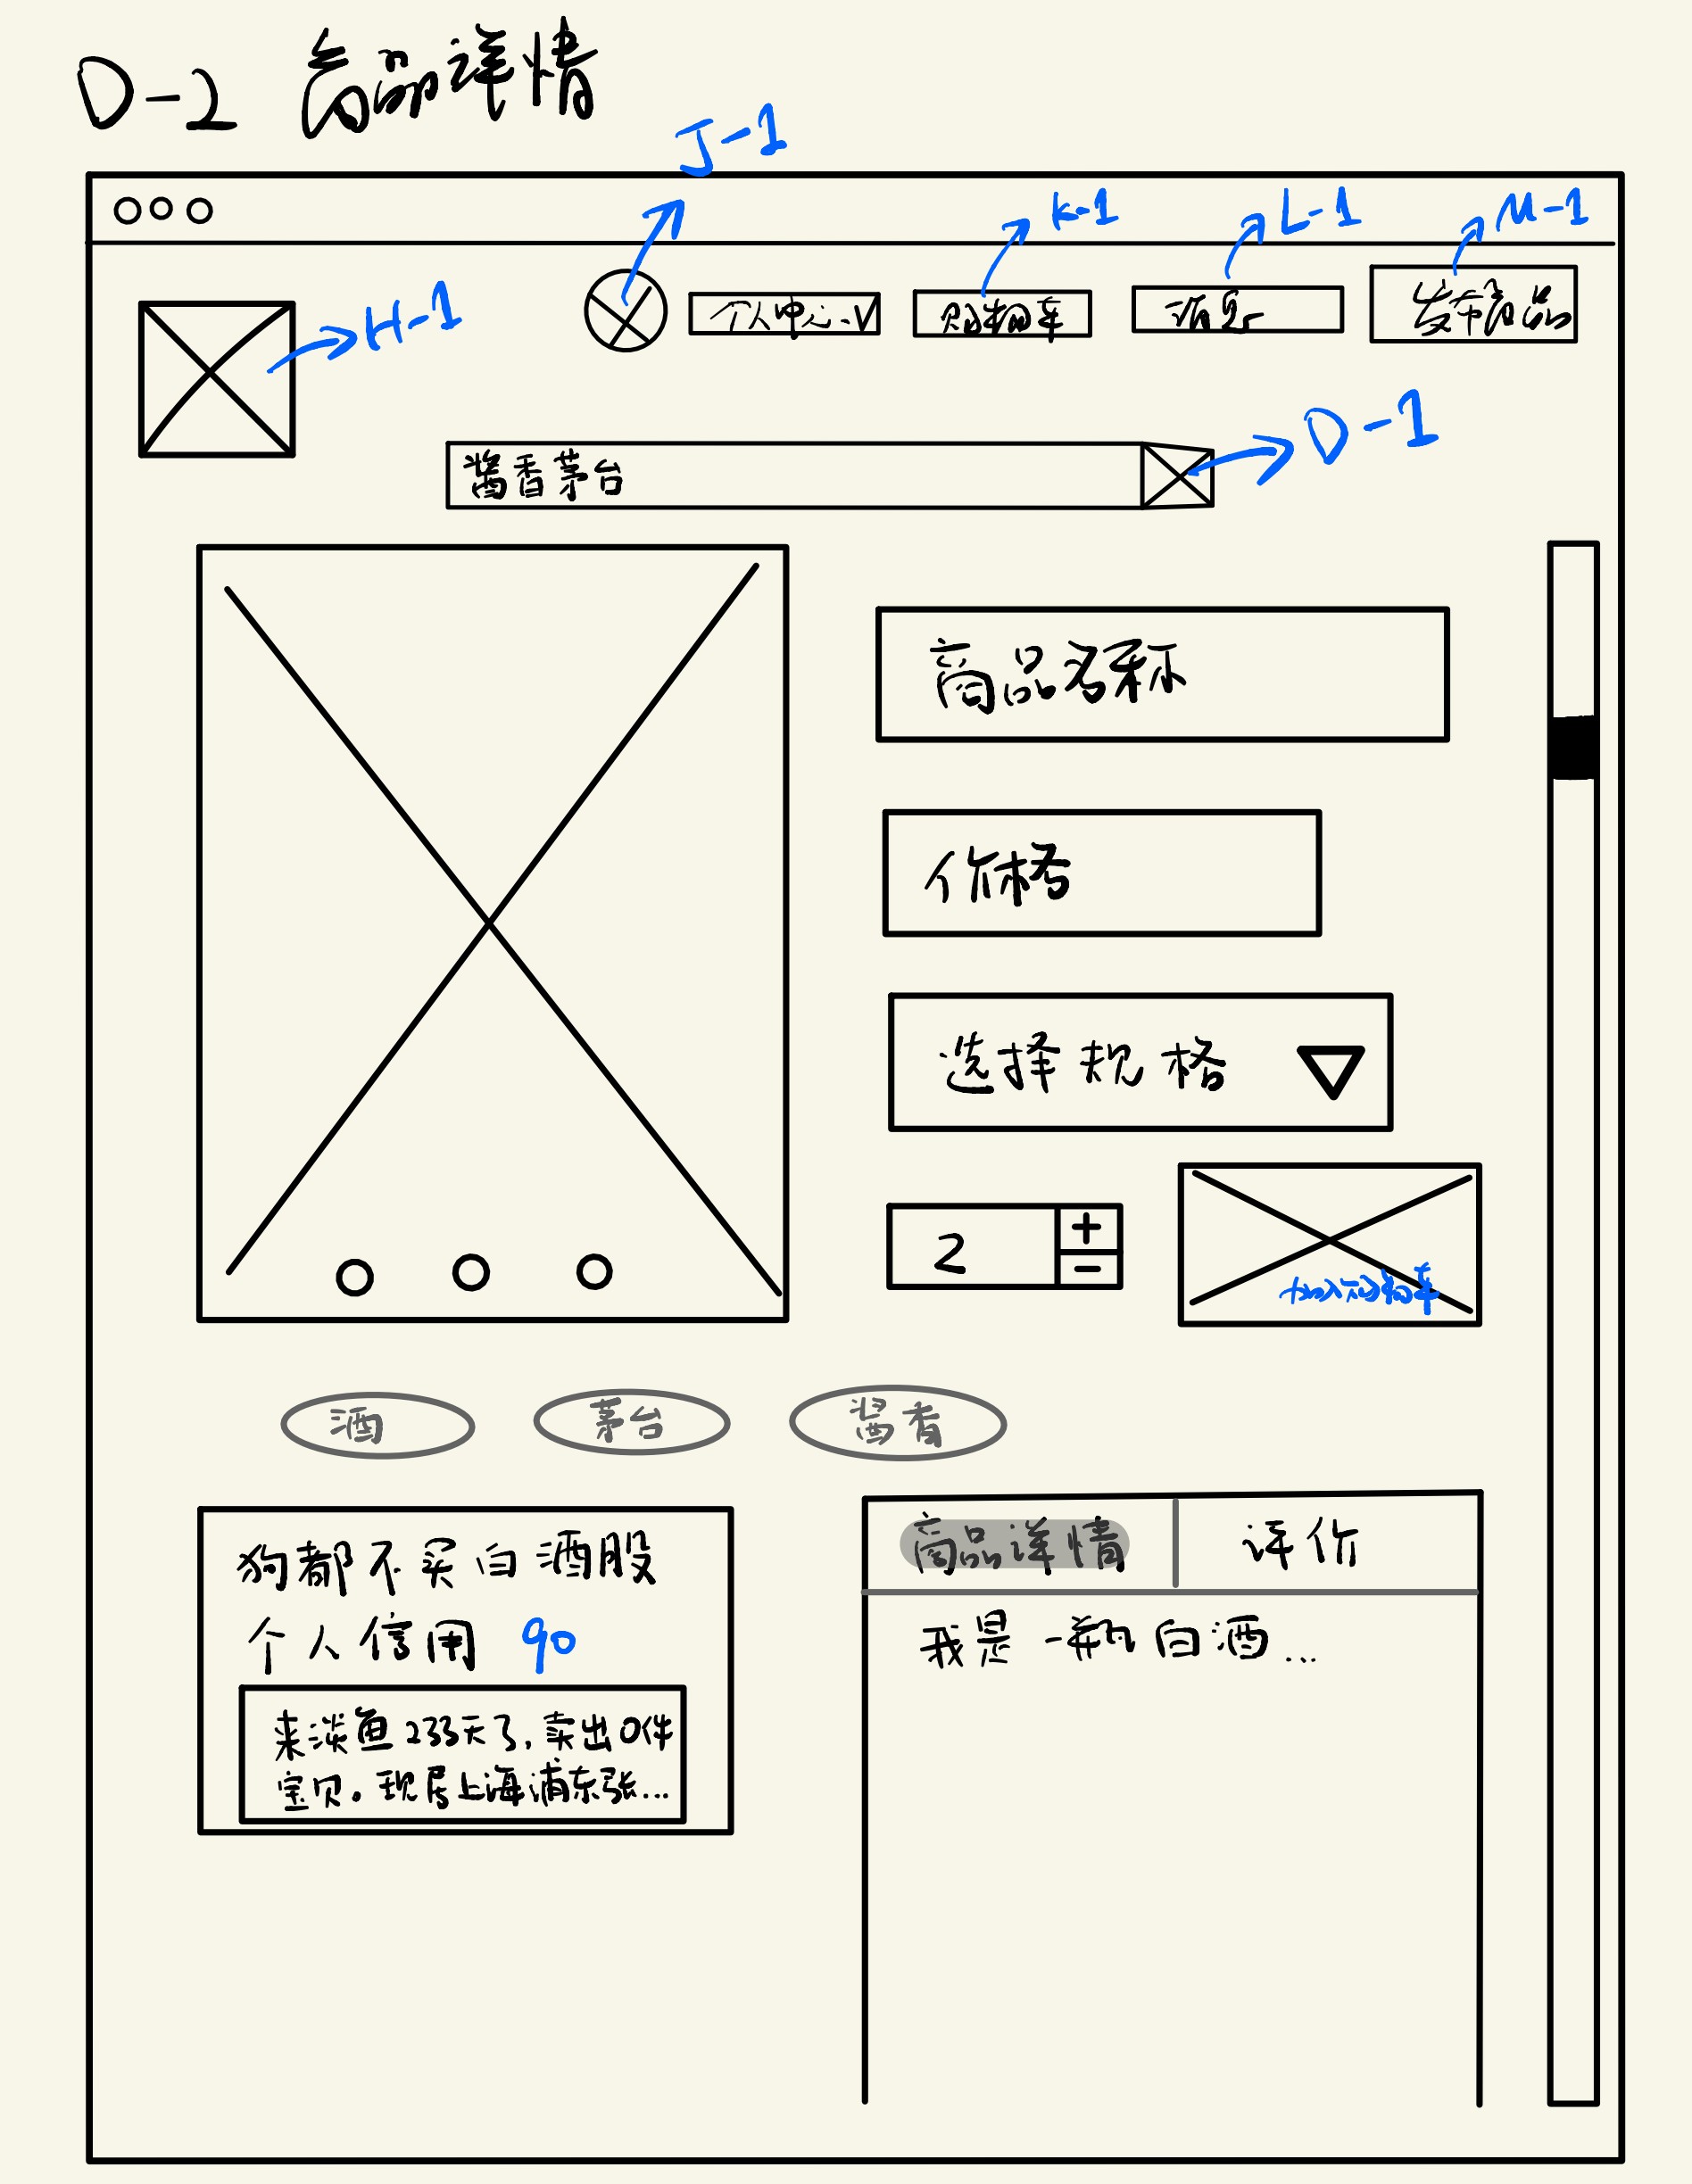 D-2 商品详情
J-1
K-1
L-1
M-1
H-1
个人中心 V
购物车
消息
发布商品
D-1
酱香茅台
商品名称
价格
选择规格
2
+
-
加入购物车
酒
茅台
酱香
狗都不买白酒股
个人信用 90
来淡鱼233天了,卖出0件
宝贝。现居上海浦东张...
商品详情
评价
我是一瓶白酒...